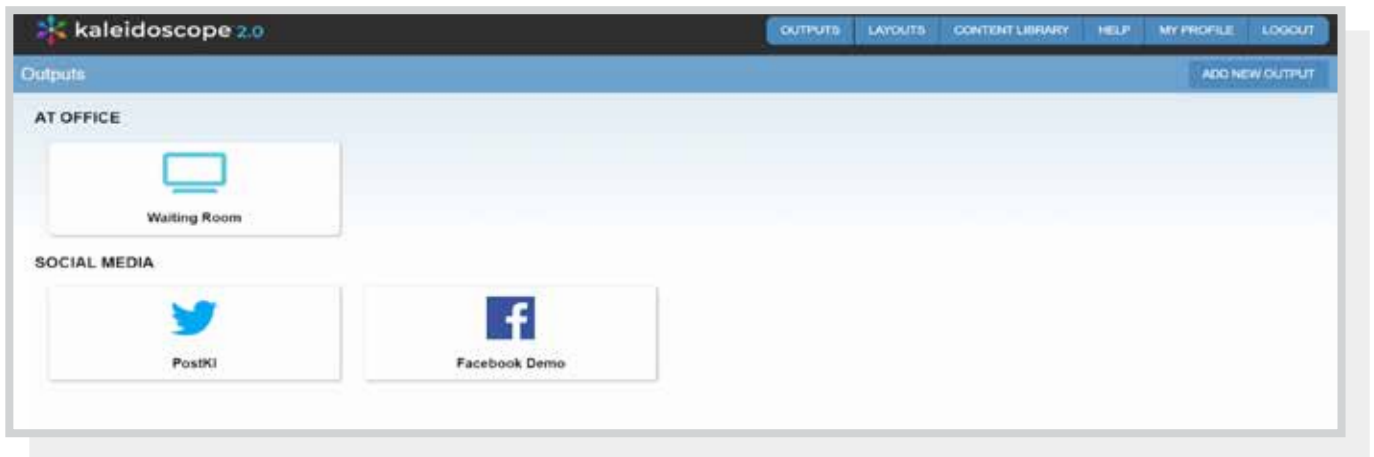 kaleidoscope 2.0
OUTPUTS LAYOUTS CONTENT LIBRARY HELP MY PROFILE LOGOUT
Outputs
ADD NEW OUTPUT
AT OFFICE
Waiting Room
SOCIAL MEDIA
PostKI
Facebook Demo